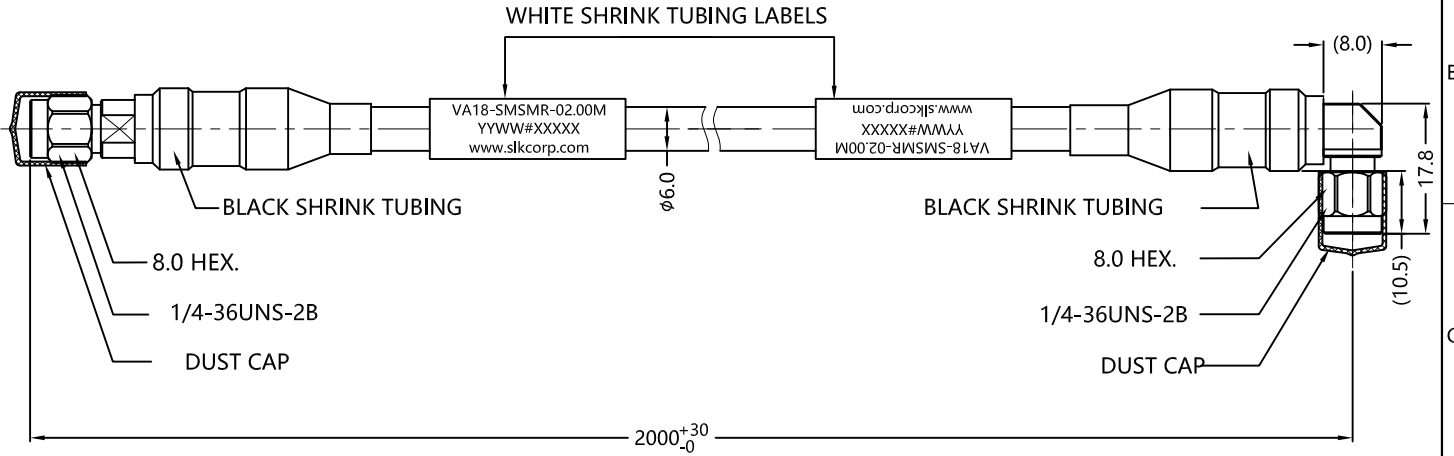 WHITE SHRINK TUBING LABELS
(8.0)
B
VA18-SMSMR-02.00M
YYWW#XXXXX
www.slkcorp.com
VA18-SMSMR-02.00M
YYWW#XXXXX
www.slkcorp.com
17.8
ϕ6.0
BLACK SHRINK TUBING
BLACK SHRINK TUBING
8.0 HEX.
8.0 HEX.
(10.5)
1/4-36UNS-2B
1/4-36UNS-2B
C
DUST CAP
DUST CAP
2000+30 -0